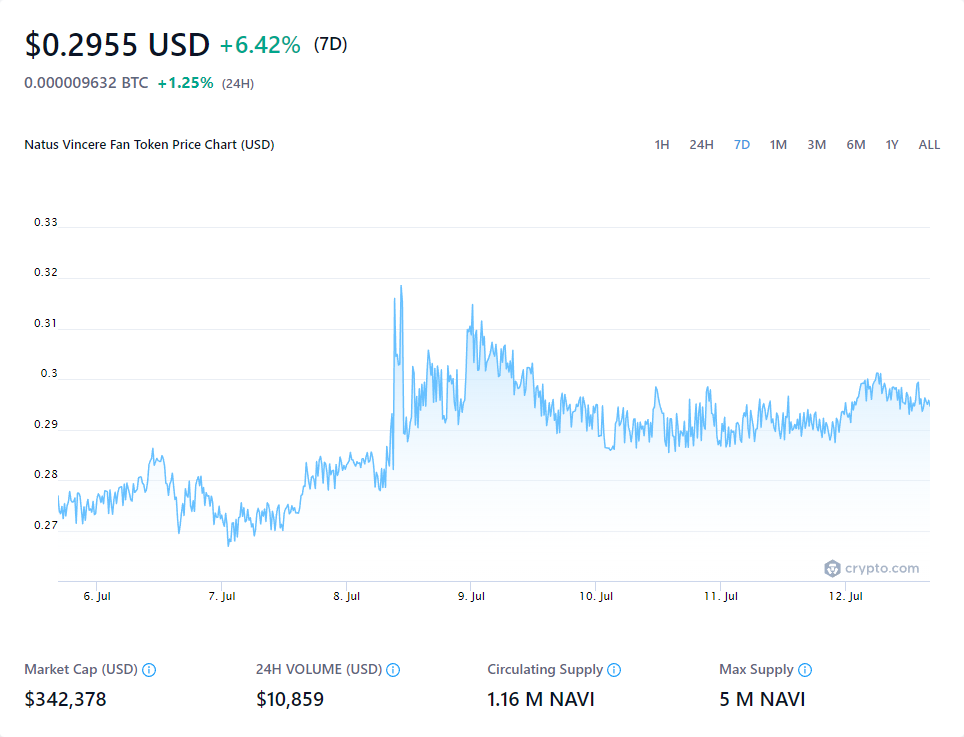 $0.2955 USD +6.42% (7D)
0.000009632 BTC +1.25% (24H)
Natus Vincere Fan Token Price Chart (USD) 1H 24H 7D 1M 3M 6M 1Y ALL
0.33
0.32
0.31
0.3
0.29
0.28
0.27
crypto.com
6. Jul 7. Jul 8. Jul 9. Jul 10. Jul 11. Jul 12. Jul
Market Cap (USD) 24H VOLUME (USD) Circulating Supply Max Supply
$342,378 $10,859 1.16 M NAVI 5 M NAVI